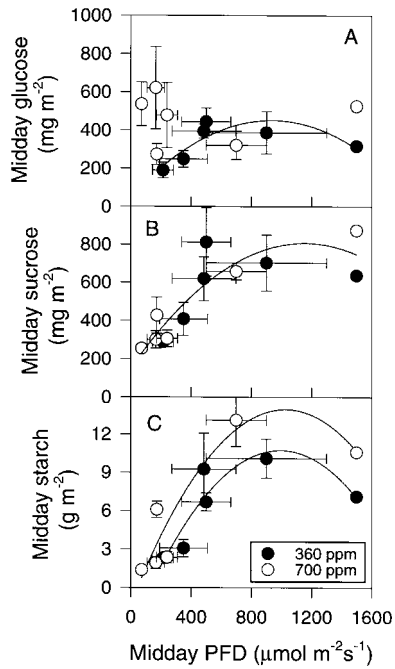 1000
800
600
400
200
0
A
Midday glucose
(mg m-2)
800
600
400
200
0
B
Midday sucrose
(mg m-2)
12
9
6
3
0
C
Midday starch
(g m-2)
360 ppm
700 ppm
0 400 800 1200 1600
Midday PFD (μmol m-2s-1)